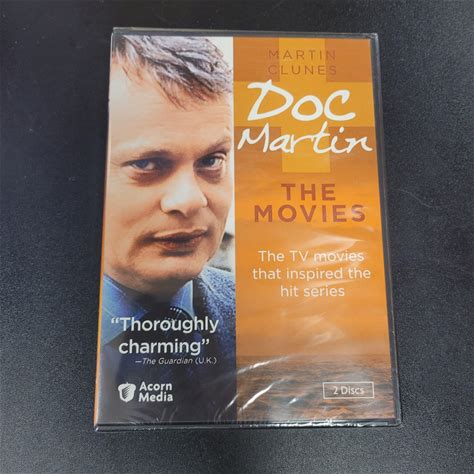 MARTIN
CLUNES
Doc
Martin
THE
MOVIES
The TV movies
that inspired the
hit series
“Thoroughly
charming”
—The Guardian (U.K.)
Acorn
Media
2 Discs